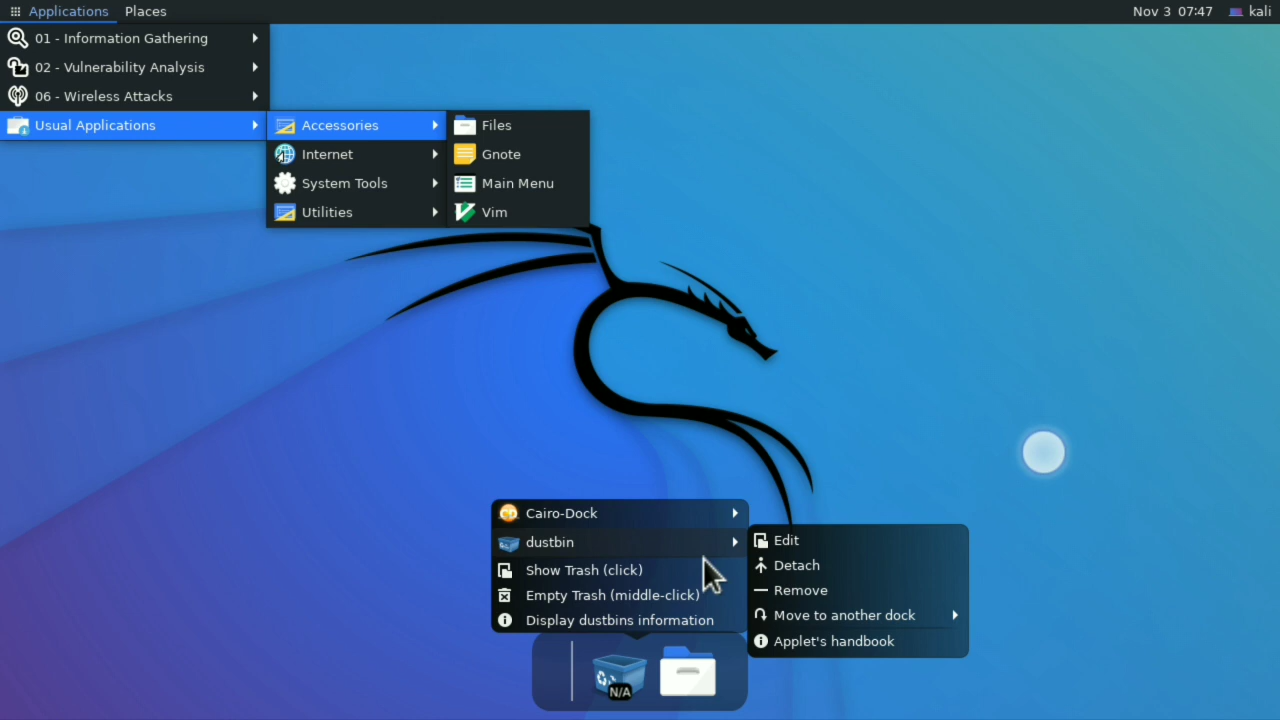 Applications Places Nov 3 07:47 kali
01 - Information Gathering
02 - Vulnerability Analysis
06 - Wireless Attacks
Usual Applications
Accessories
Internet
System Tools
Utilities
Files
Gnote
Main Menu
Vim
Cairo-Dock
dustbin
Show Trash (click)
Empty Trash (middle-click)
Display dustbins information
Edit
Detach
Remove
Move to another dock
Applet's handbook
N/A